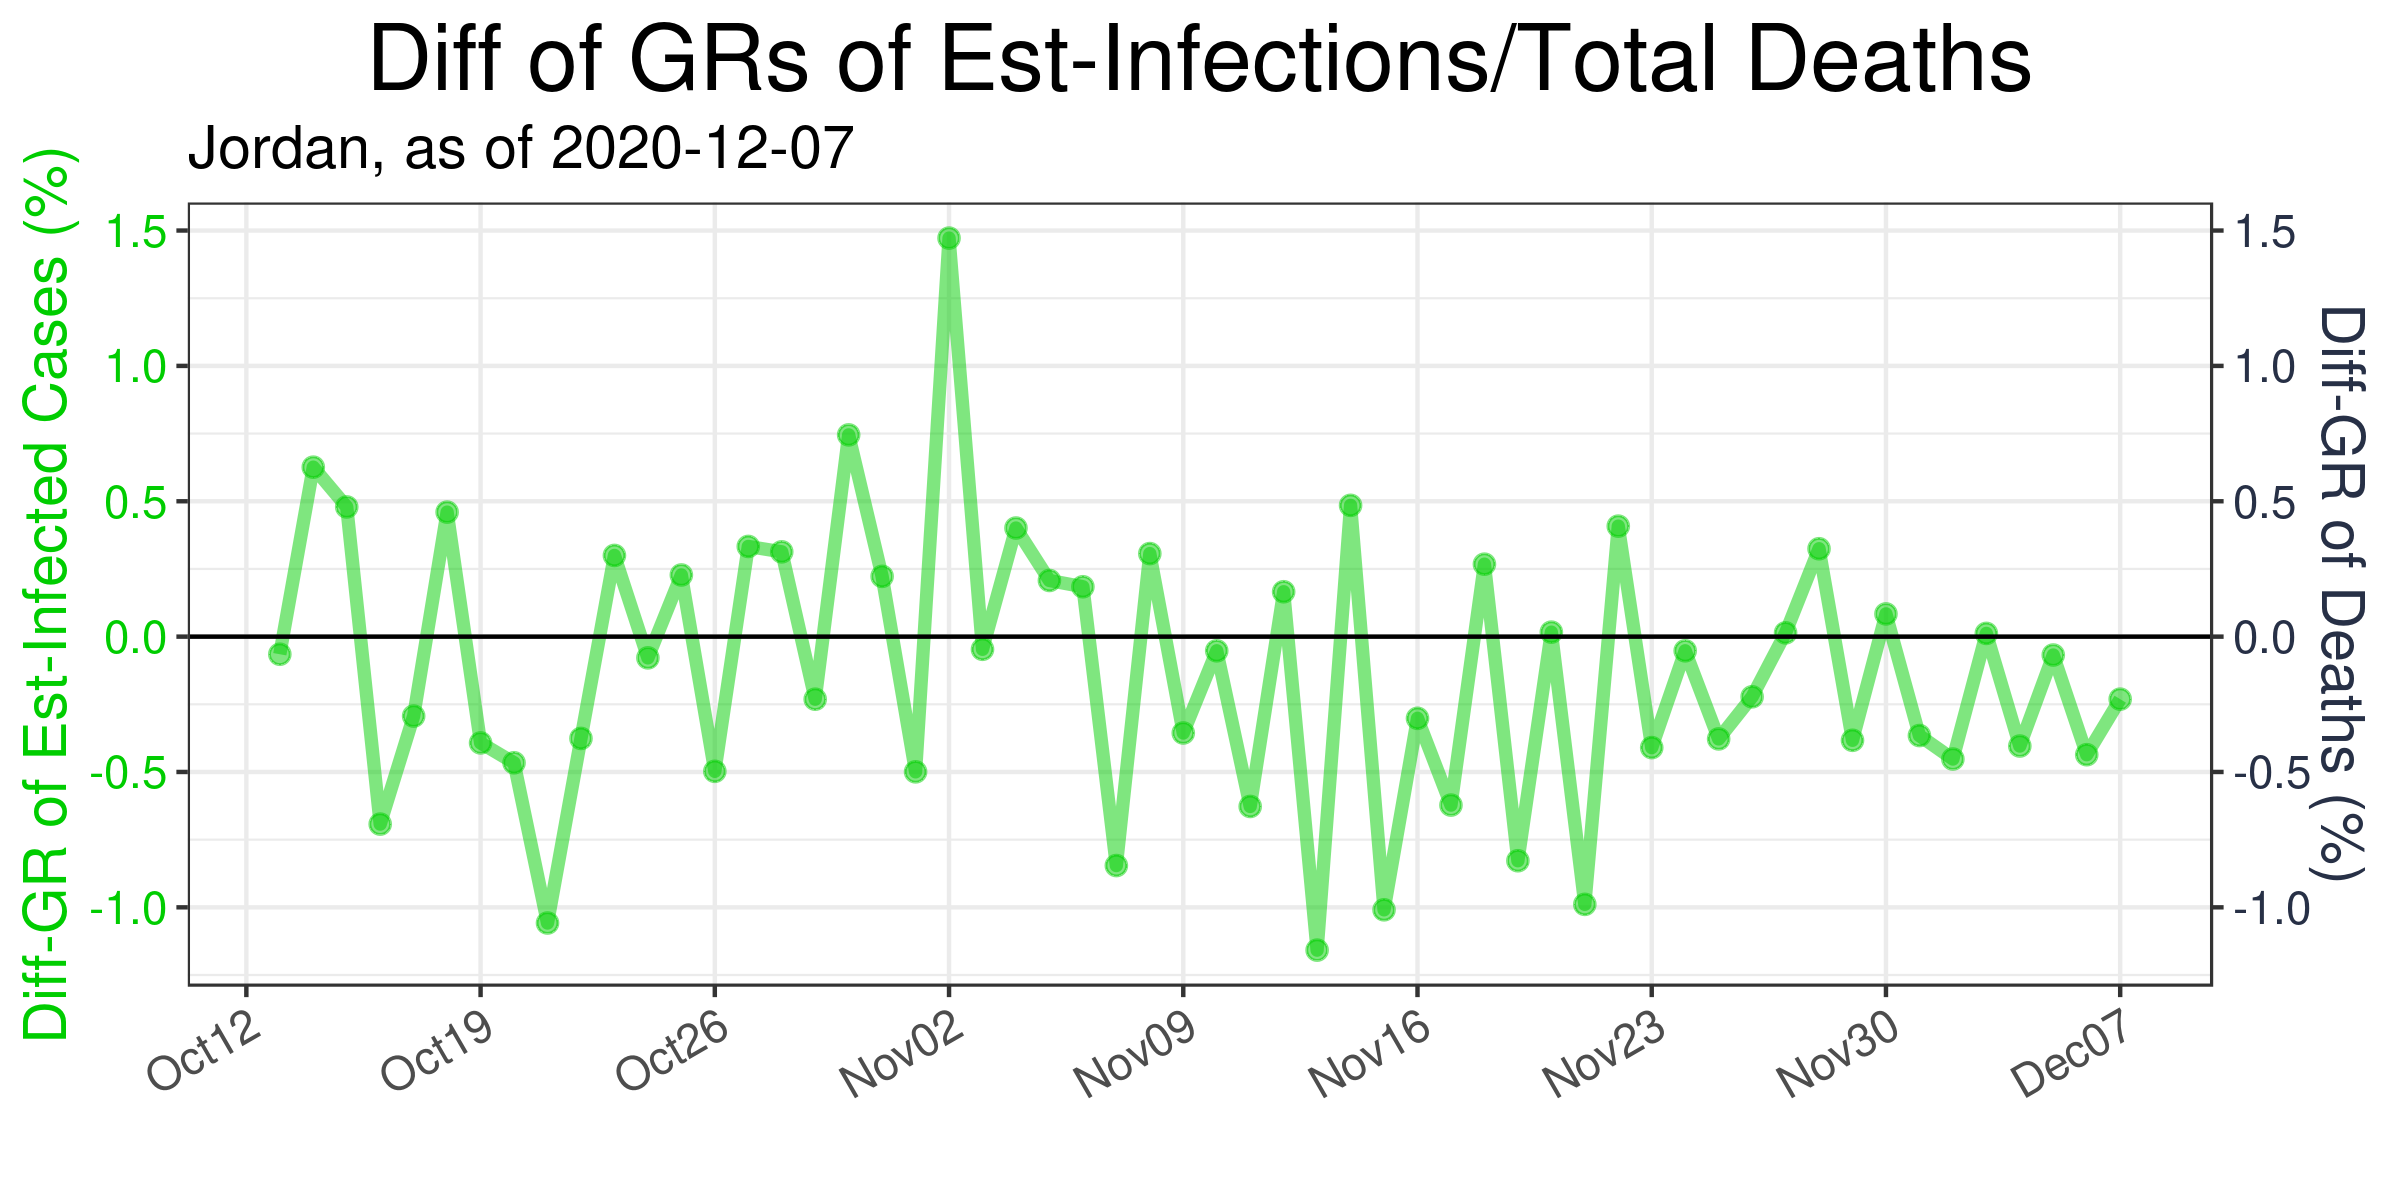 Diff of GRs of Est-Infections/Total Deaths
Jordan, as of 2020-12-07
Diff-GR of Est-Infected Cases (%)
1.5
1.0
0.5
0.0
-0.5
-1.0
1.5
1.0
0.5
0.0
-0.5
-1.0
Diff-GR of Deaths (%)
Oct12
Oct19
Oct26
Nov02
Nov09
Nov16
Nov23
Nov30
Dec07